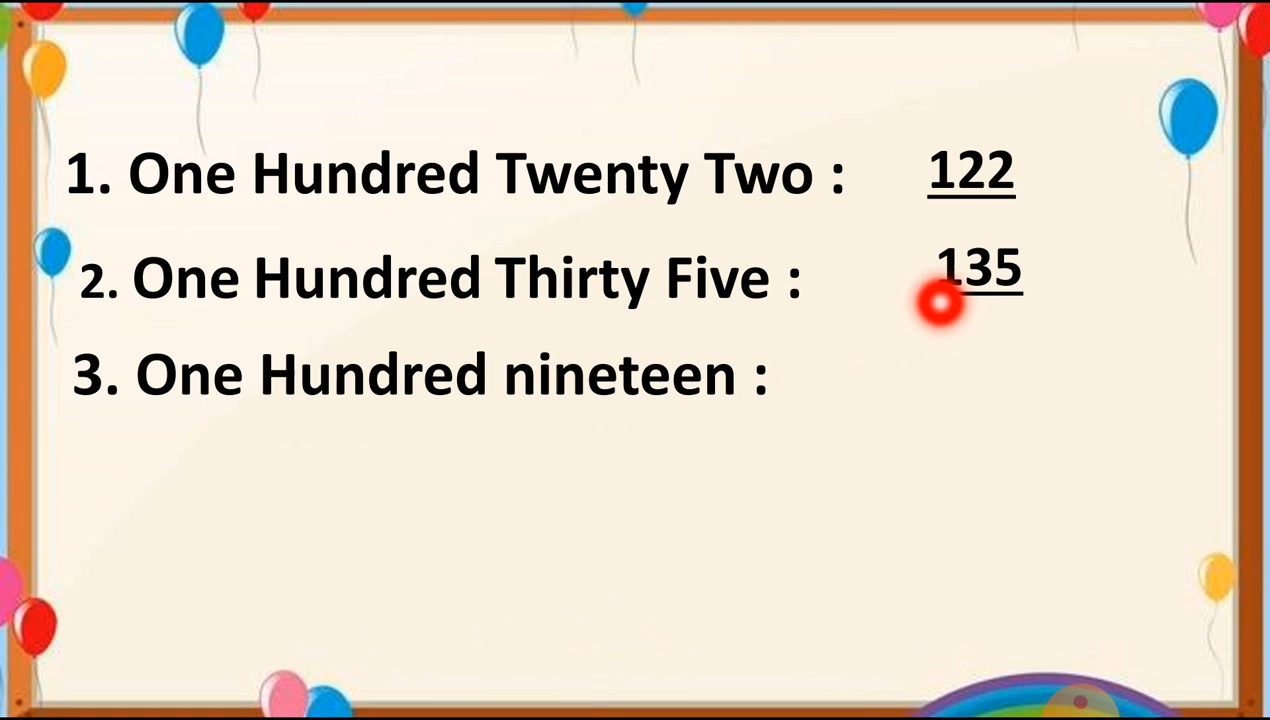 1. One Hundred Twenty Two : 122
2. One Hundred Thirty Five : 135
3. One Hundred nineteen :